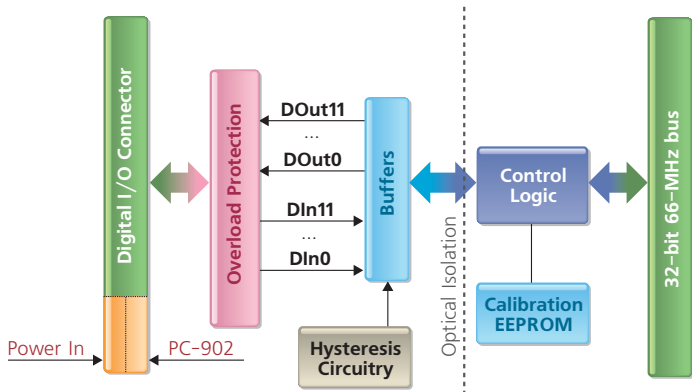 Digital I/O Connector
Overload Protection
DOut11
...
DOut0
DIn11
...
DIn0
Buffers
Optical Isolation
Control
Logic
Calibration
EEPROM
32-bit 66-MHz bus
Hysteresis
Circuitry
Power In
PC-902